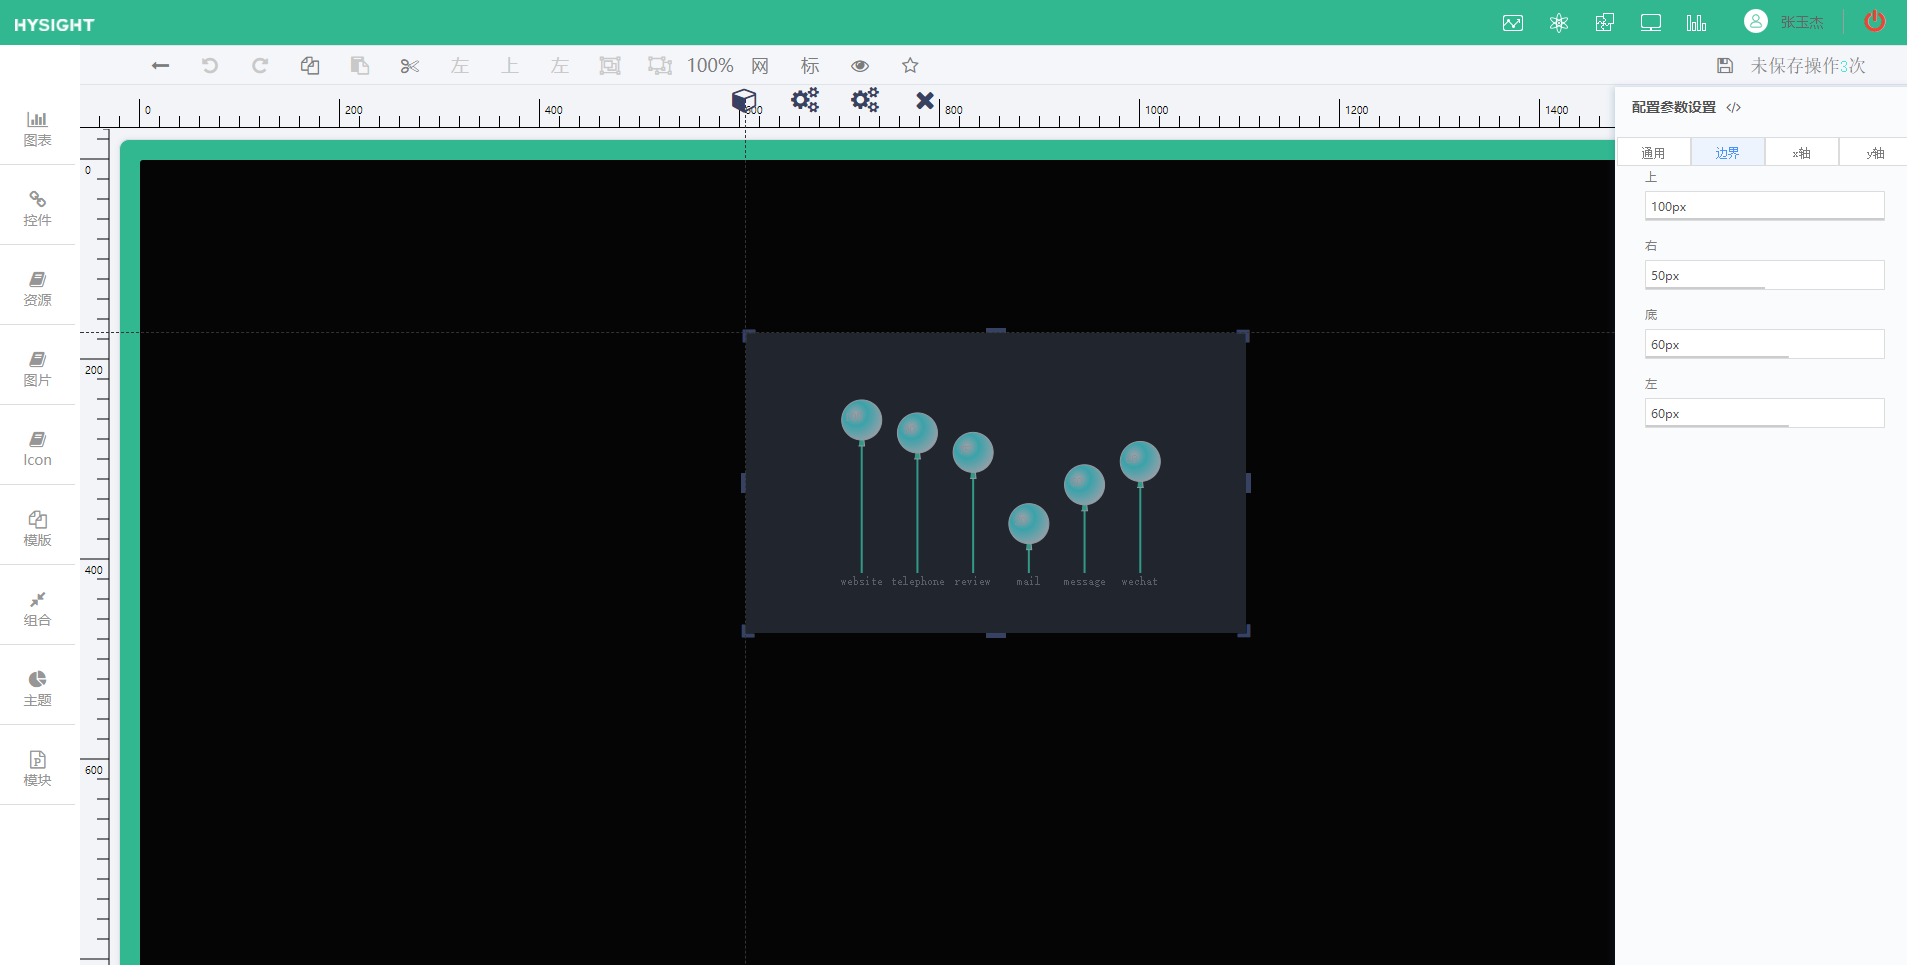 HYSIGHT
张玉杰
左 上 左 100% 网 标
未保存操作3次
0 200 400 600 800 1000 1200 1400
0
200
400
600
图表
控件
资源
图片
Icon
模版
组合
主题
模块
website telephone review mail message wechat
配置参数设置 </>
通用 边界 x轴 y轴
上
100px
右
50px
底
60px
左
60px